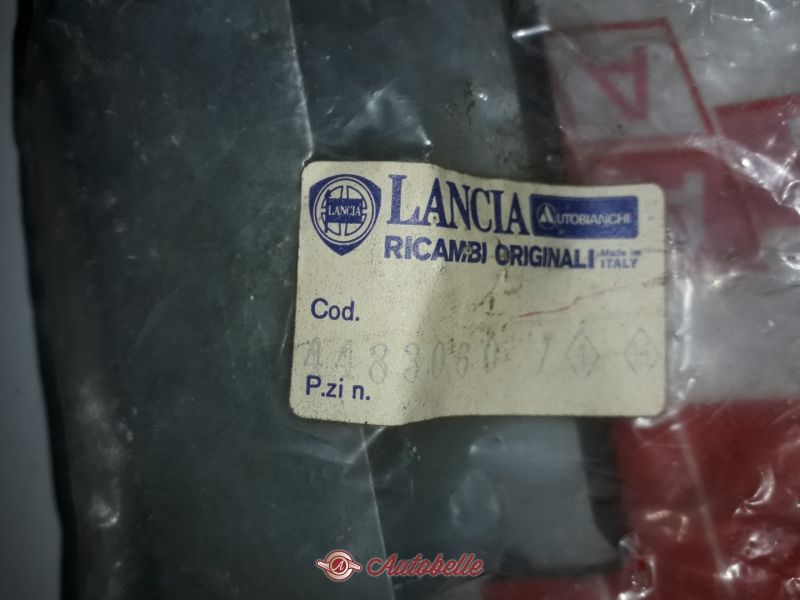 LANCIA
LANCIA
AUTOBIANCHI
RICAMBI ORIGINALI
Made in
ITALY
Cod.
P.zi n.
Autobelle